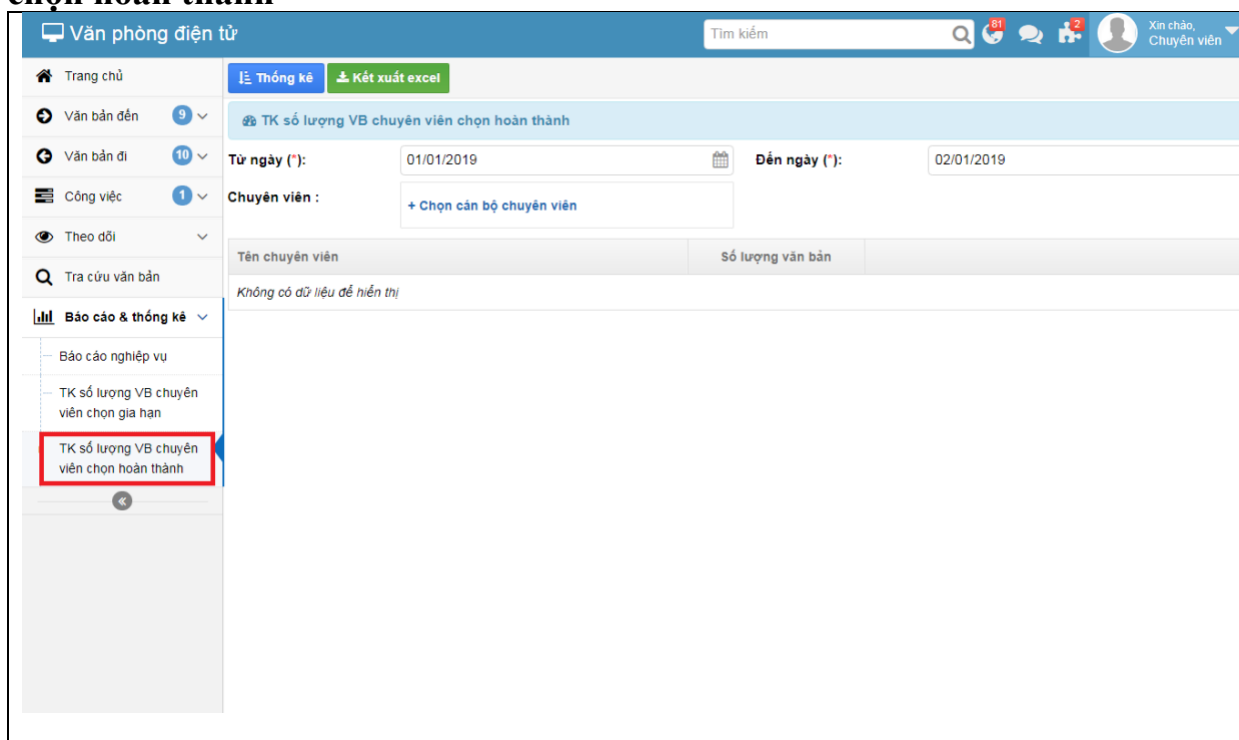 chọn hoàn thành
Văn phòng điện tử
Tìm kiếm
81
2
Xin chào,
Chuyên viên
Trang chủ
Văn bản đến 9
Văn bản đi 10
Công việc 1
Theo dõi
Tra cứu văn bản
Báo cáo & thống kê
Báo cáo nghiệp vụ
TK số lượng VB chuyên
viên chọn gia hạn
TK số lượng VB chuyên
viên chọn hoàn thành
Thống kê Kết xuất excel
TK số lượng VB chuyên viên chọn hoàn thành
Từ ngày (*): 01/01/2019 Đến ngày (*): 02/01/2019
Chuyên viên : + Chọn cán bộ chuyên viên
Tên chuyên viên Số lượng văn bản
Không có dữ liệu để hiển thị